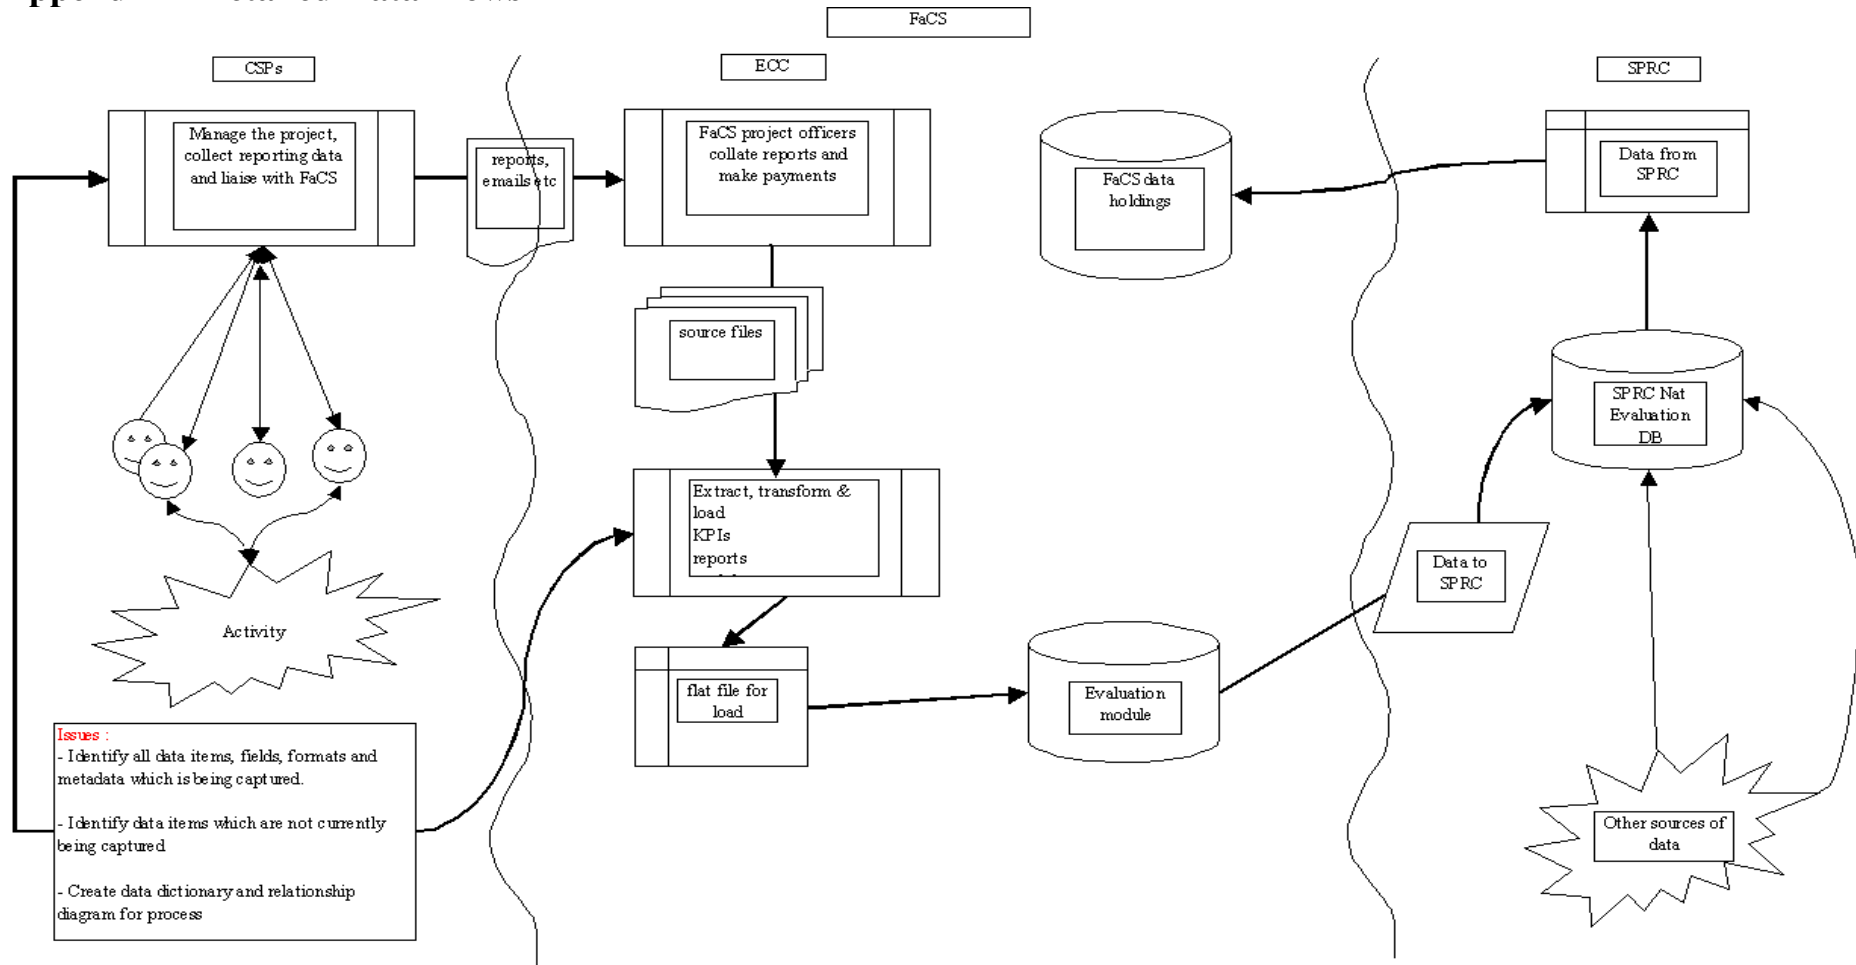 FaCS
CSPs
ECC
SPRC
Manage the project,
collect reporting data
and liaise with FaCS
reports,
emails etc
FaCS project officers
collate reports and
make payments
FaCS data
holdings
Data from
SPRC
source files
SPRC Nat
Evaluation
DB
Extract, transform &
load
KPIs
reports
Data to
SPRC
Activity
flat file for
load
Evaluation
module
Issues :
- Identify all data items, fields, formats and
metadata which is being captured.
- Identify data items which are not currently
being captured
- Create data dictionary and relationship
diagram for process
Other sources of
data